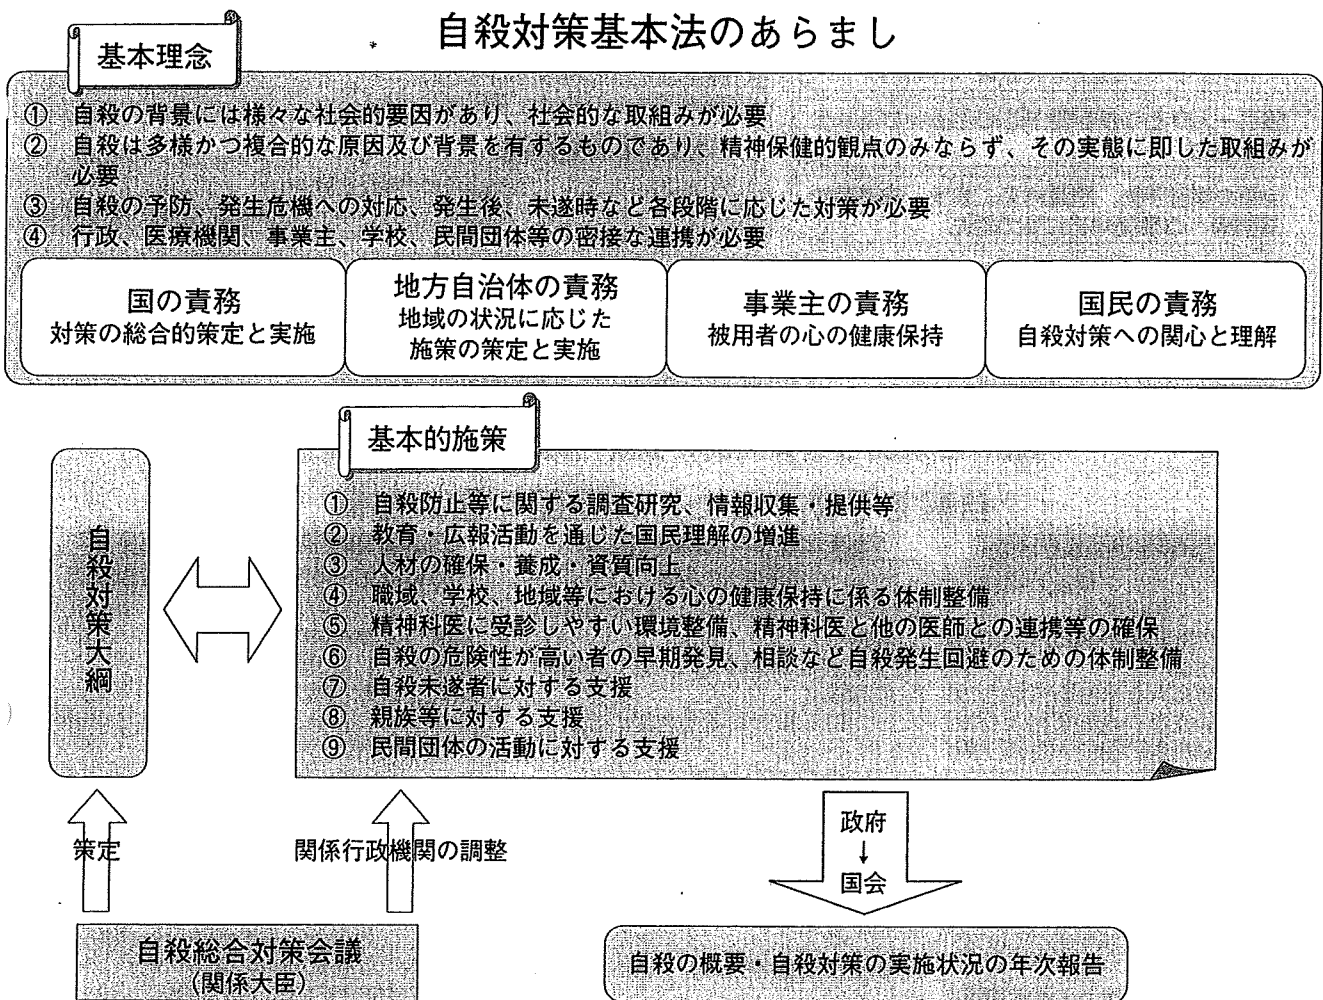 自殺対策基本法のあらまし
基本理念
① 自殺の背景には様々な社会的要因があり、社会的な取組みが必要
② 自殺は多様かつ複合的な原因及び背景を有するものであり、精神保健的観点のみならず、その実態に即した取組みが
必要
③ 自殺の予防、発生危機への対応、発生後、未遂時など各段階に応じた対策が必要
④ 行政、医療機関、事業主、学校、民間団体等の密接な連携が必要
国の責務
対策の総合的策定と実施
地方自治体の責務
地域の状況に応じた
施策の策定と実施
事業主の責務
被用者の心の健康保持
国民の責務
自殺対策への関心と理解
基本的施策
① 自殺防止等に関する調査研究、情報収集・提供等
② 教育・広報活動を通じた国民理解の増進
③ 人材の確保・養成・資質向上
④ 職域、学校、地域等における心の健康保持に係る体制整備
⑤ 精神科医に受診しやすい環境整備、精神科医と他の医師との連携等の確保
⑥ 自殺の危険性が高い者の早期発見、相談など自殺発生回避のための体制整備
⑦ 自殺未遂者に対する支援
⑧ 親族等に対する支援
⑨ 民間団体の活動に対する支援
自殺対策大綱
策定
関係行政機関の調整
政府
↓
国会
自殺総合対策会議
(関係大臣)
自殺の概要・自殺対策の実施状況の年次報告